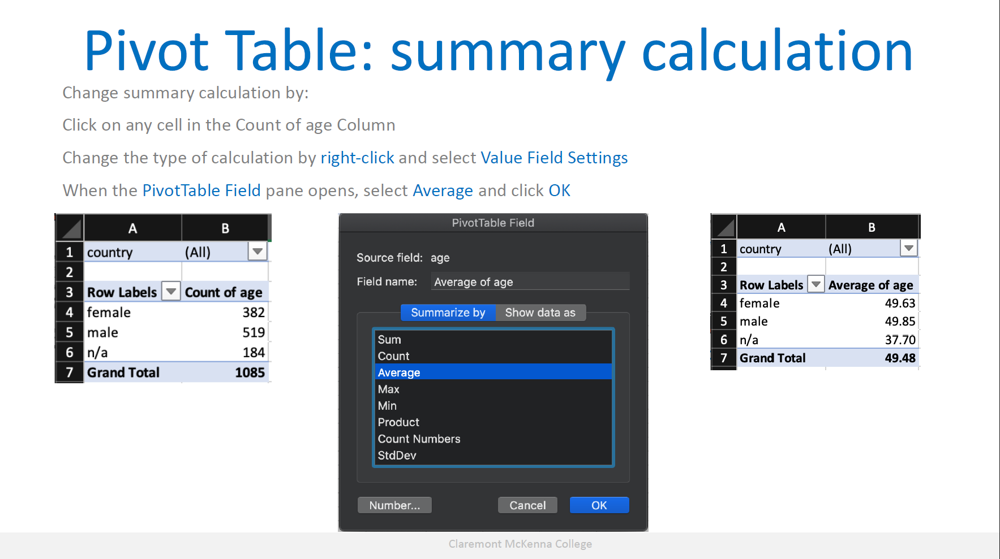 Pivot Table: summary calculation
Change summary calculation by:
Click on any cell in the Count of age Column
Change the type of calculation by right-click and select Value Field Settings
When the PivotTable Field pane opens, select Average and click OK
A B
1 country (All)
2
3 Row Labels Count of age
4 female 382
5 male 519
6 n/a 184
7 Grand Total 1085
PivotTable Field
Source field: age
Field name: Average of age
Summarize by Show data as
Sum
Count
Average
Max
Min
Product
Count Numbers
StdDev
Number... Cancel OK
A B
1 country (All)
2
3 Row Labels Average of age
4 female 49.63
5 male 49.85
6 n/a 37.70
7 Grand Total 49.48
Claremont McKenna College